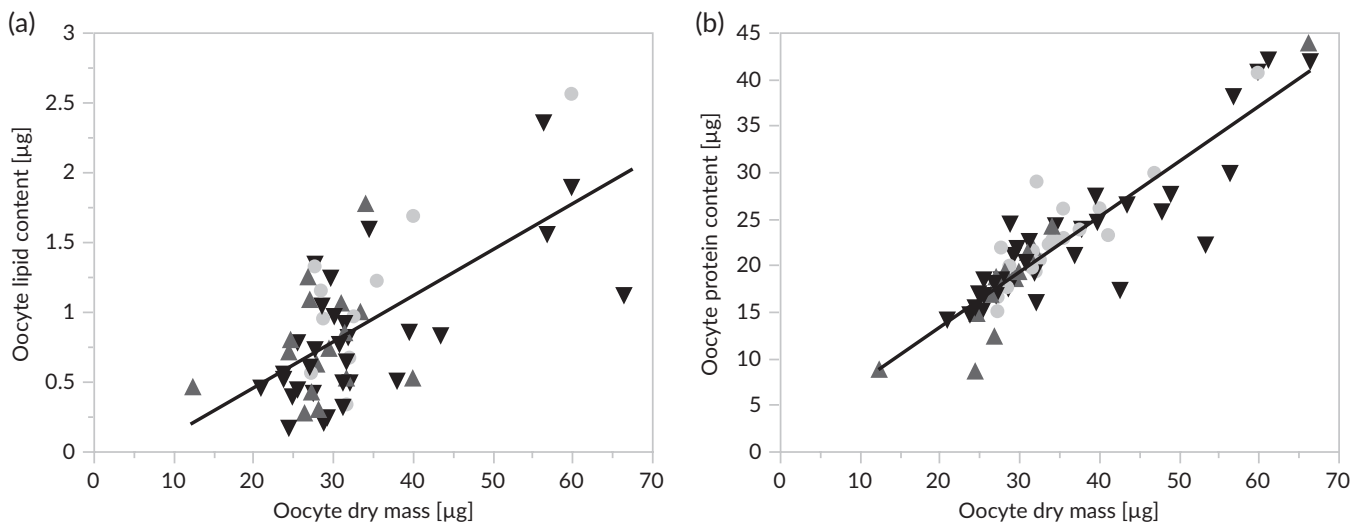 (a)
3
2.5
2
1.5
1
0.5
0
Oocyte lipid content [µg]
0 10 20 30 40 50 60 70
Oocyte dry mass [µg]
(b)
45
40
35
30
25
20
15
10
5
0
Oocyte protein content [µg]
0 10 20 30 40 50 60 70
Oocyte dry mass [µg]